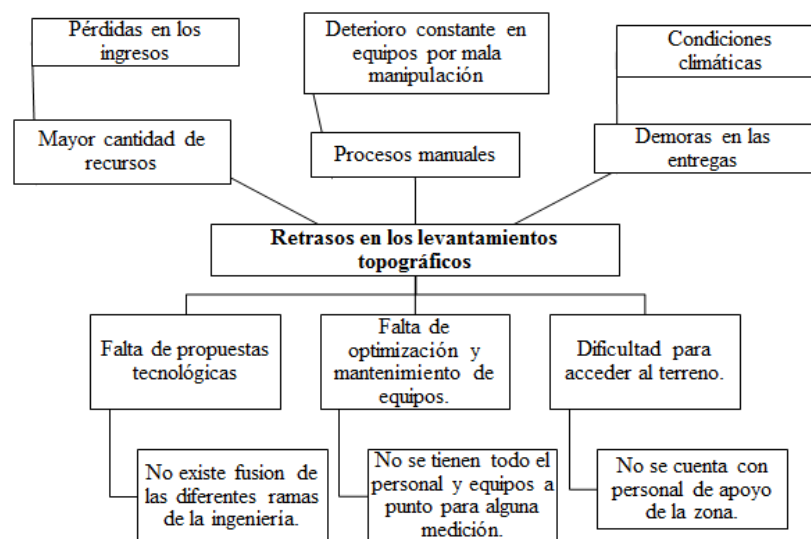 Pérdidas en los
ingresos
Deterioro constante en
equipos por mala
manipulación
Condiciones
climáticas
Mayor cantidad de
recursos
Procesos manuales
Demoras en las
entregas
Retrasos en los levantamientos
topográficos
Falta de propuestas
tecnológicas
Falta de
optimización y
mantenimiento de
equipos.
Dificultad para
acceder al terreno.
No existe fusion de
las diferentes ramas
de la ingeniería.
No se tienen todo el
personal y equipos a
punto para alguna
medición.
No se cuenta con
personal de apoyo
de la zona.